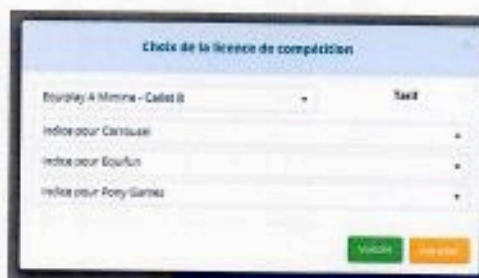 Choix de la licence de compétition
Equiplay A Minime - Cadet B Tarif
Indice pour Carrousel
Indice pour Equifun
Indice pour Pony Games
Valider